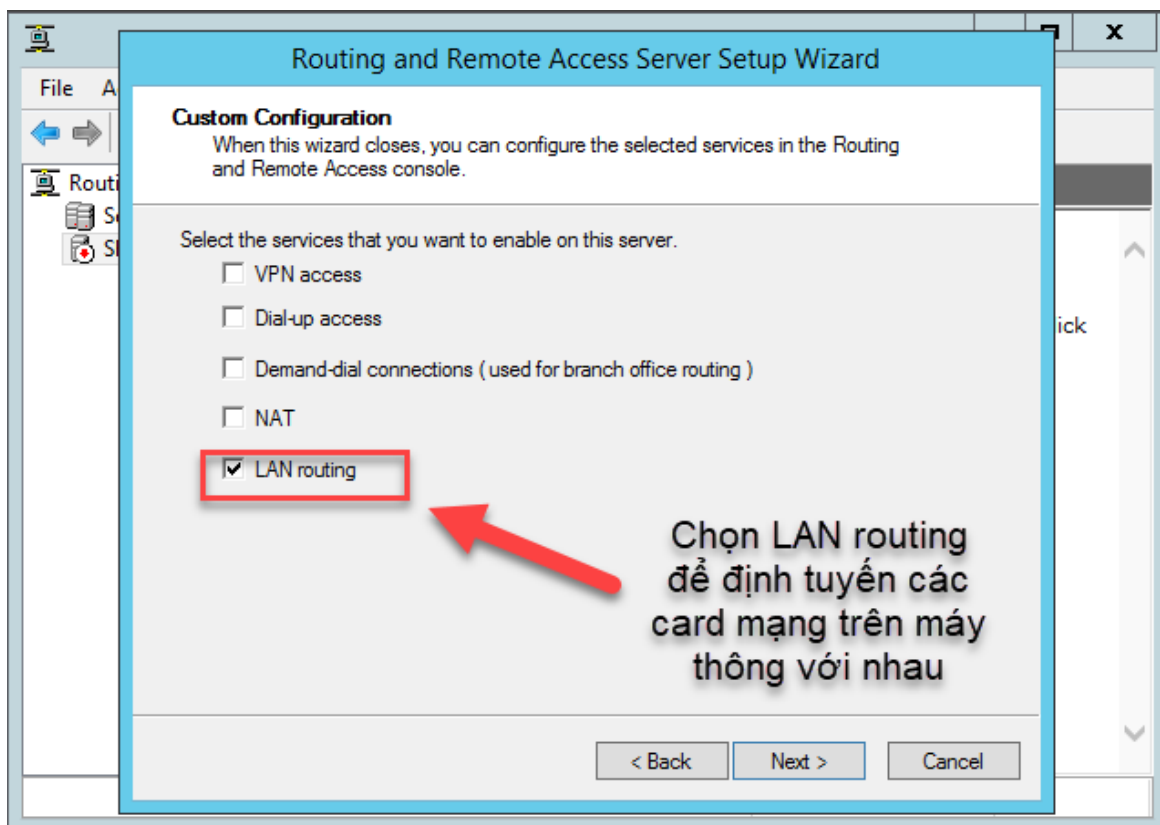 X
Routing and Remote Access Server Setup Wizard
File A
Custom Configuration
When this wizard closes, you can configure the selected services in the Routing
and Remote Access console.
Routi
Select the services that you want to enable on this server.
VPN access
Dial-up access
ick
Demand-dial connections ( used for branch office routing )
NAT
LAN routing
Chọn LAN routing
để định tuyến các
card mạng trên máy
thông với nhau
< Back
Next >
Cancel